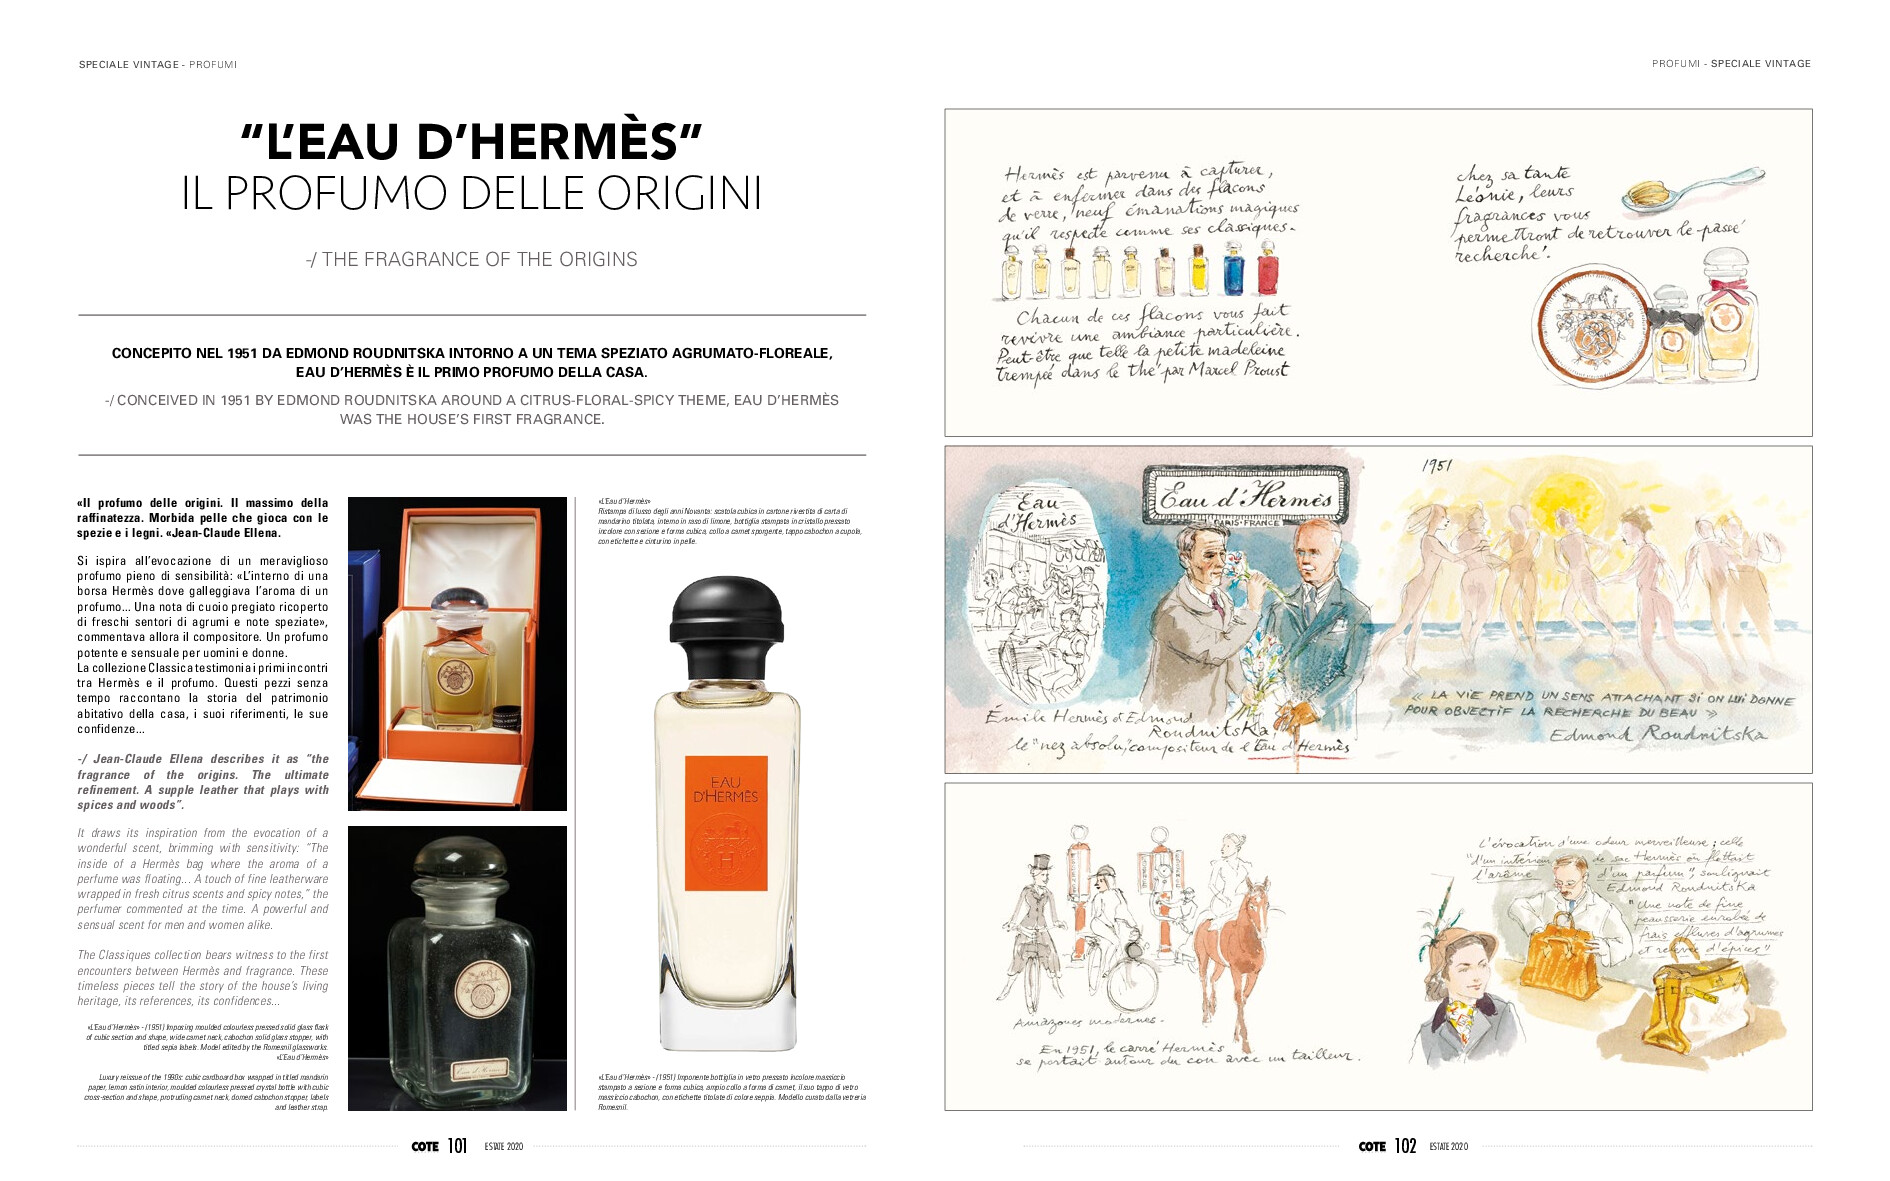 SPECIALE VINTAGE - PROFUMI
“L’EAU D’HERMÈS”
IL PROFUMO DELLE ORIGINI
-/ THE FRAGRANCE OF THE ORIGINS
CONCEPITO NEL 1951 DA EDMOND ROUDNITSKA INTORNO A UN TEMA SPEZIATO AGRUMATO-FLOREALE,
EAU D’HERMÈS È IL PRIMO PROFUMO DELLA CASA.
-/ CONCEIVED IN 1951 BY EDMOND ROUDNITSKA AROUND A CITRUS-FLORAL-SPICY THEME, EAU D’HERMÈS
WAS THE HOUSE’S FIRST FRAGRANCE.
«Il profumo delle origini. Il massimo della
raffinatezza. Morbida pelle che gioca con le
spezie e i legni. «Jean-Claude Ellena.
Si ispira all’evocazione di un meraviglioso
profumo pieno di sensibilità: «L’interno di una
borsa Hermès dove galleggiava l’aroma di un
profumo... Una nota di cuoio pregiato ricoperto
di freschi sentori di agrumi e note speziate»,
commentava allora il compositore. Un profumo
potente e sensuale per uomini e donne.
La collezione Classica testimonia i primi incontri
tra Hermès e il profumo. Questi pezzi senza
tempo raccontano la storia del patrimonio
abitativo della casa, i suoi riferimenti, le sue
confidenze...
-/ Jean-Claude Ellena describes it as “the
fragrance of the origins. The ultimate
refinement. A supple leather that plays with
spices and woods”.
It draws its inspiration from the evocation of a
wonderful scent, brimming with sensitivity: “The
inside of a Hermès bag where the aroma of a
perfume was floating... A touch of fine leatherware
wrapped in fresh citrus scents and spicy notes,” the
perfumer commented at the time. A powerful and
sensual scent for men and women alike.
The Classiques collection bears witness to the first
encounters between Hermès and fragrance. These
timeless pieces tell the story of the house’s living
heritage, its references, its confidences...
«L’Eau d’Hermès» - (1951) Imposing moulded colourless pressed solid glass flask
of cubic section and shape, wide carnet neck, cabochon solid glass stopper, with
titled sepia labels. Model edited by the Romesnil glassworks.
«L’Eau d’Hermès»
Luxury reissue of the 1990s: cubic cardboard box wrapped in titled mandarin
paper, lemon satin interior, moulded colourless pressed crystal bottle with cubic
cross-section and shape, protruding carnet neck, domed cabochon stopper, labels
and leather strap.
«L’Eau d’Hermès»
Ristampa di lusso degli anni Novanta: scatola cubica in cartone rivestita di carta di
mandarino titolata, interno in raso di limone, bottiglia stampata in cristallo pressato
incolore con sezione e forma cubica, collo a carnet sporgente, tappo cabochon a cupola,
con etichette e cinturino in pelle.
EAU
D’HERMÈS
H
«L’Eau d’Hermès» - (1951) Imponente bottiglia in vetro pressato incolore massiccio
stampato a sezione e forma cubica, ampio collo a forma di carnet, il suo tappo di vetro
massiccio cabochon, con etichette titolate di colore seppia. Modello curato dalla vetreria
Romesnil.
COTE 101 ESTATE 2020
PROFUMI - SPECIALE VINTAGE
Hermès est parvenu à capturer,
et à enfermer dans des flacons
de verre, neuf émanations magiques
qu'il respecte comme ses classiques.
Chacun de ces flacons vous fait
revivre une ambiance particulière.
Peut-être que telle la petite madeleine
trempée dans le thé par Marcel Proust
chez sa tante
Léonie, leurs
fragrances vous
permettront de retrouver le passé
recherché.
Eau
d'Hermès
Eau d'Hermès
PARIS·FRANCE
Émile Hermès et Edmond
Roudnitska,
le "nez absolu", compositeur de l'Eau d'Hermès
1951
« LA VIE PREND UN SENS ATTACHANT SI ON LUI DONNE
POUR OBJECTIF LA RECHERCHE DU BEAU »
Edmond Roudnitska
Amazones modernes.
En 1951, le carré Hermès
se portait autour du cou avec un tailleur.
L'évocation d'une odeur merveilleuse ; celle
"d'un intérieur de sac Hermès où flottait
l'arôme d'un parfum", soulignait
Edmond Roudnitska
"Une note de fine
peausserie enrobée de
frais effluves d'agrumes
et relevée d'épices"
COTE 102 ESTATE 2020